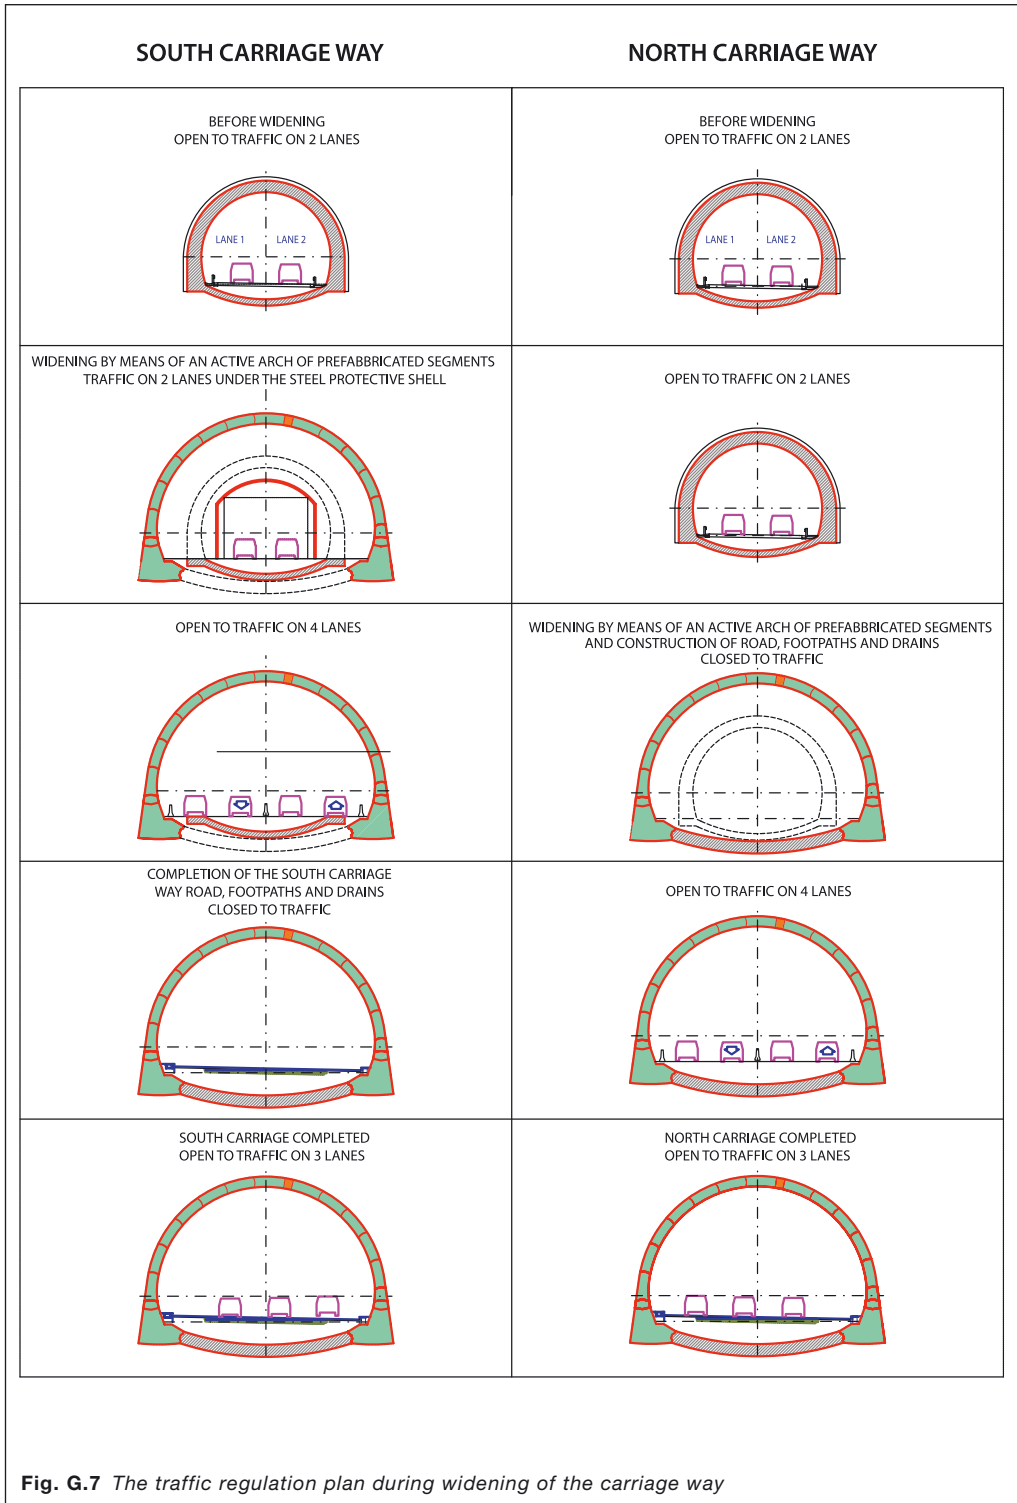 SOUTH CARRIAGE WAY
NORTH CARRIAGE WAY
BEFORE WIDENING
OPEN TO TRAFFIC ON 2 LANES
LANE 1
LANE 2
BEFORE WIDENING
OPEN TO TRAFFIC ON 2 LANES
LANE 1
LANE 2
WIDENING BY MEANS OF AN ACTIVE ARCH OF PREFABBRICATED SEGMENTS
TRAFFIC ON 2 LANES UNDER THE STEEL PROTECTIVE SHELL
OPEN TO TRAFFIC ON 2 LANES
OPEN TO TRAFFIC ON 4 LANES
WIDENING BY MEANS OF AN ACTIVE ARCH OF PREFABBRICATED SEGMENTS
AND CONSTRUCTION OF ROAD, FOOTPATHS AND DRAINS
CLOSED TO TRAFFIC
COMPLETION OF THE SOUTH CARRIAGE
WAY ROAD, FOOTPATHS AND DRAINS
CLOSED TO TRAFFIC
OPEN TO TRAFFIC ON 4 LANES
SOUTH CARRIAGE COMPLETED
OPEN TO TRAFFIC ON 3 LANES
NORTH CARRIAGE COMPLETED
OPEN TO TRAFFIC ON 3 LANES
Fig. G.7 The traffic regulation plan during widening of the carriage way